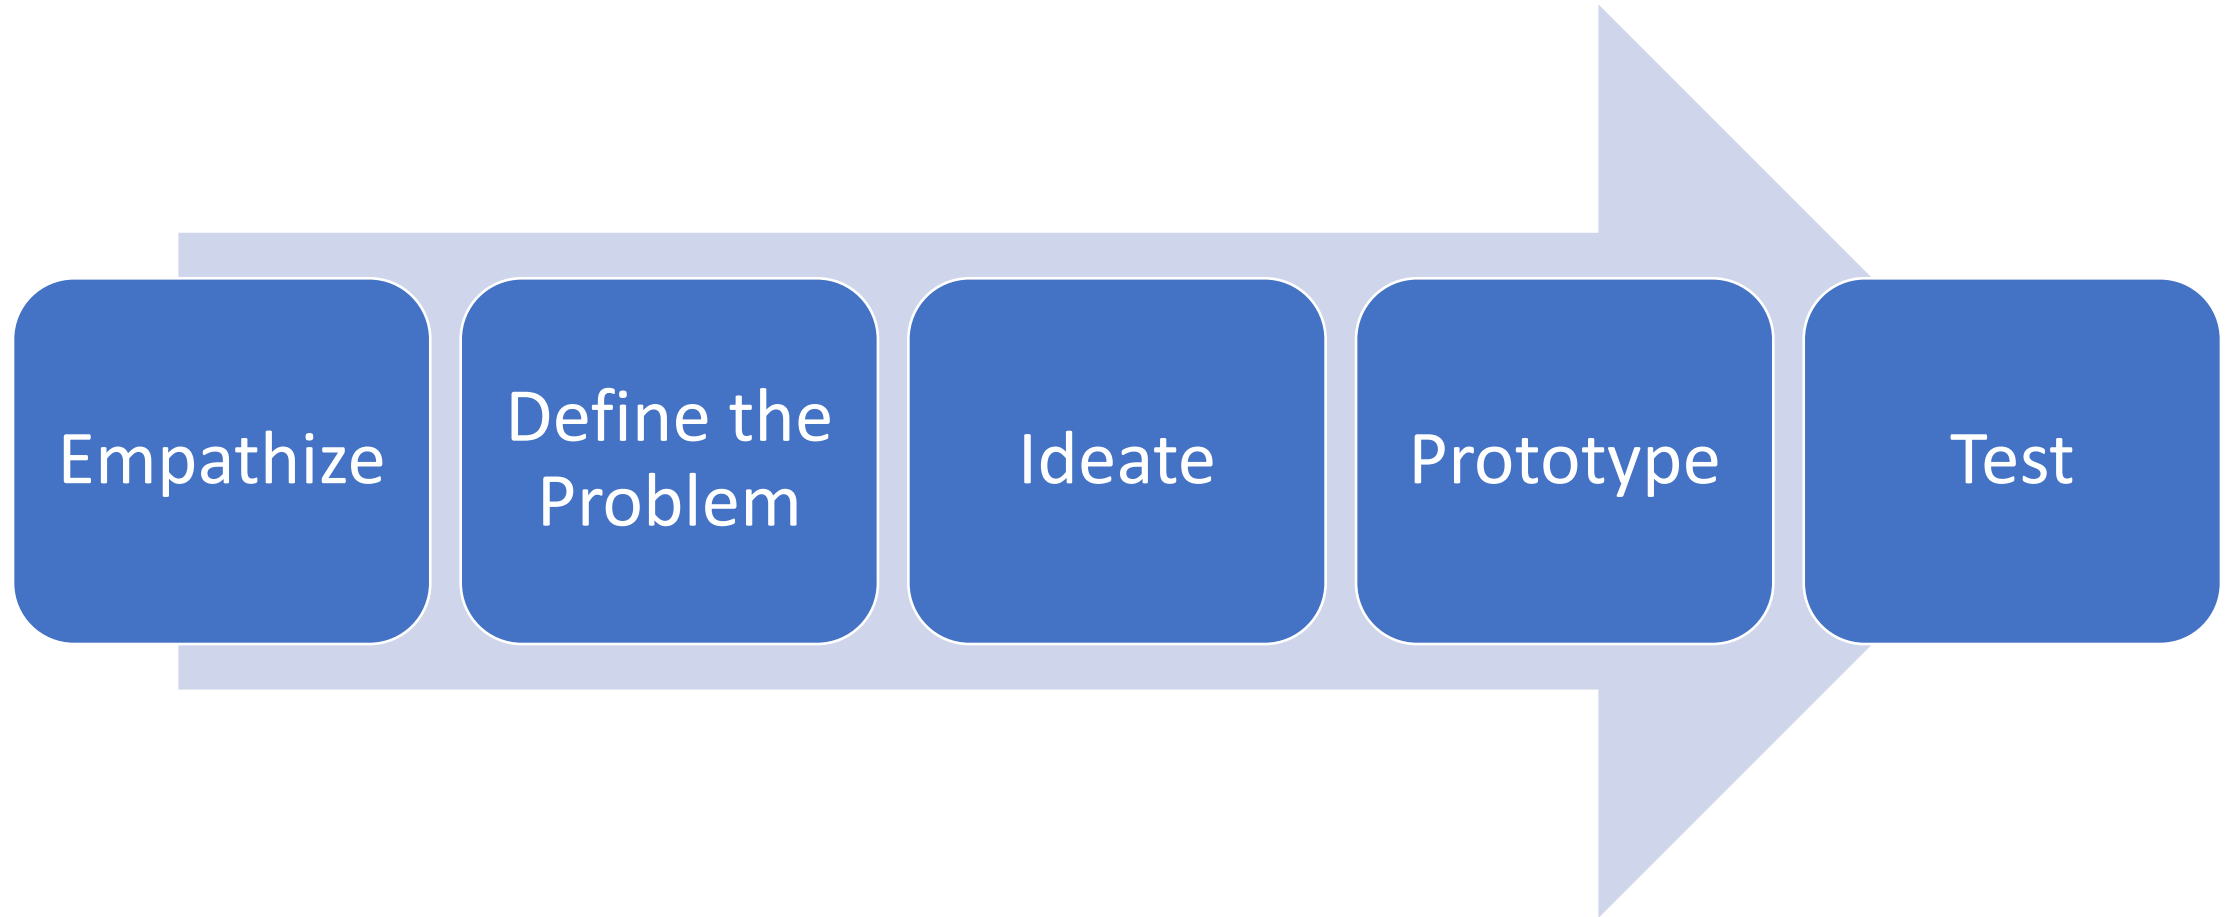 Empathize
Define the
Problem
Ideate
Prototype
Test